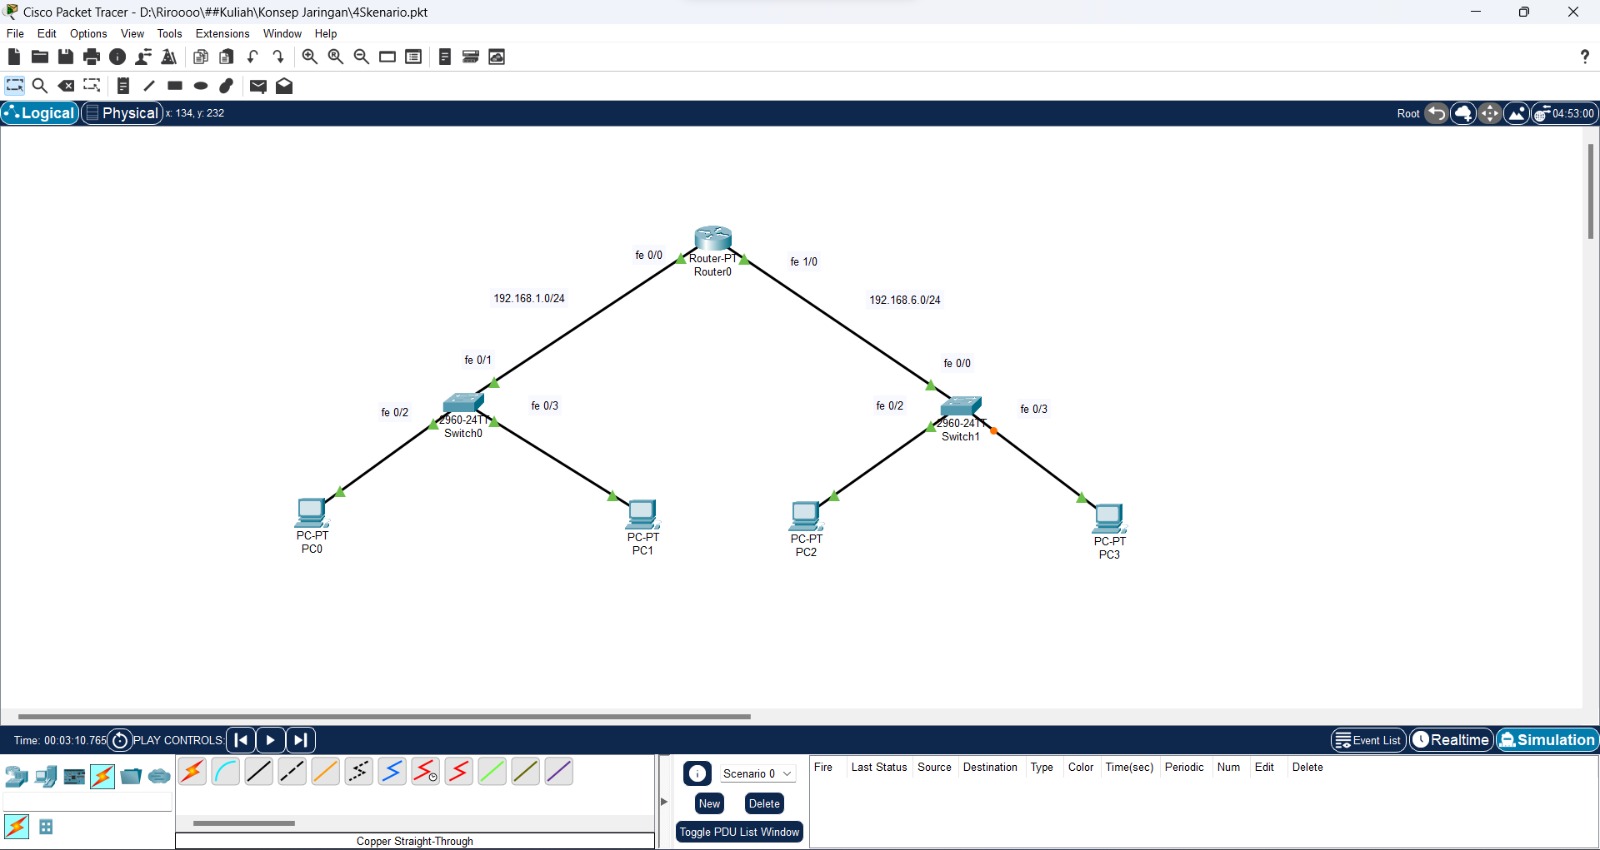 Cisco Packet Tracer - D:\Riroooo\##Kuliah\Konsep Jaringan\4Skenario.pkt
File Edit Options View Tools Extensions Window Help
Logical Physical x: 134, y: 232 Root 04:53:00
fe 0/0
Router-PT
Router0
fe 1/0
192.168.1.0/24
192.168.6.0/24
fe 0/1
fe 0/0
fe 0/2
2960-24TT
Switch0
fe 0/3
fe 0/2
2960-24TT
Switch1
fe 0/3
PC-PT
PC0
PC-PT
PC1
PC-PT
PC2
PC-PT
PC3
Time: 00:03:10.765 PLAY CONTROLS: Event List Realtime Simulation
Scenario 0
New Delete
Toggle PDU List Window
Fire Last Status Source Destination Type Color Time(sec) Periodic Num Edit Delete
Copper Straight-Through